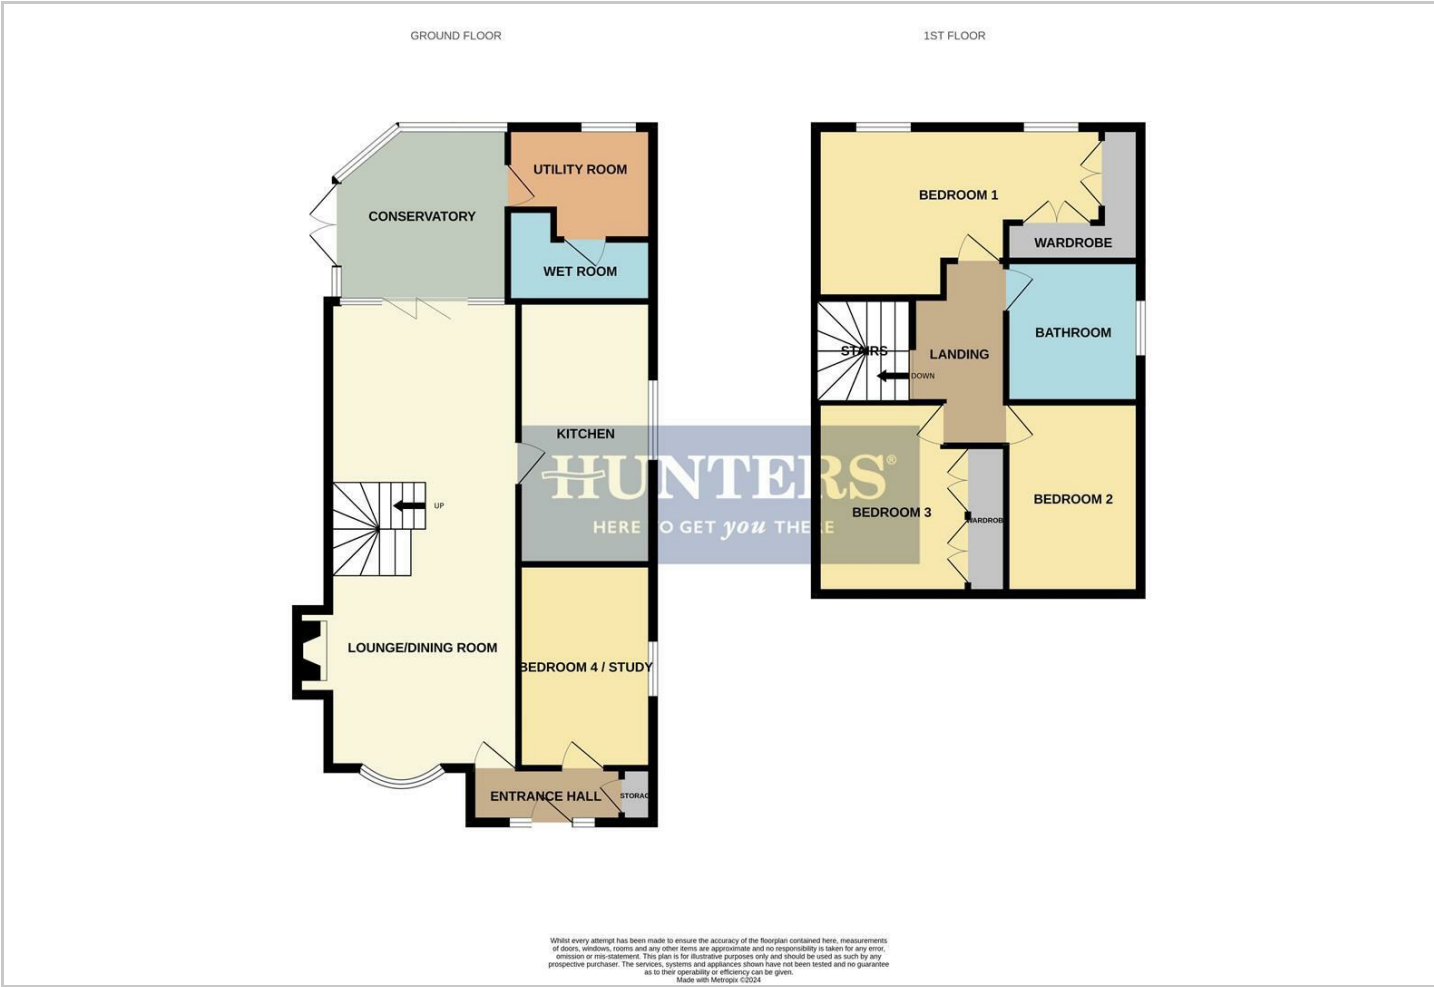 GROUND FLOOR
1ST FLOOR
UTILITY ROOM
CONSERVATORY
WET ROOM
KITCHEN
UP
LOUNGE/DINING ROOM
BEDROOM 4 / STUDY
ENTRANCE HALL
STORAG
BEDROOM 1
WARDROBE
BATHROOM
STAIRS
LANDING
DOWN
BEDROOM 3
WARDROB
BEDROOM 2
HUNTERS®
HERE TO GET you THERE
Whilst every attempt has been made to ensure the accuracy of the floorplan contained here, measurements
of doors, windows, rooms and any other items are approximate and no responsibility is taken for any error,
omission or mis-statement. This plan is for illustrative purposes only and should be used as such by any
prospective purchaser. The services, systems and appliances shown have not been tested and no guarantee
as to their operability or efficiency can be given.
Made with Metropix ©2024